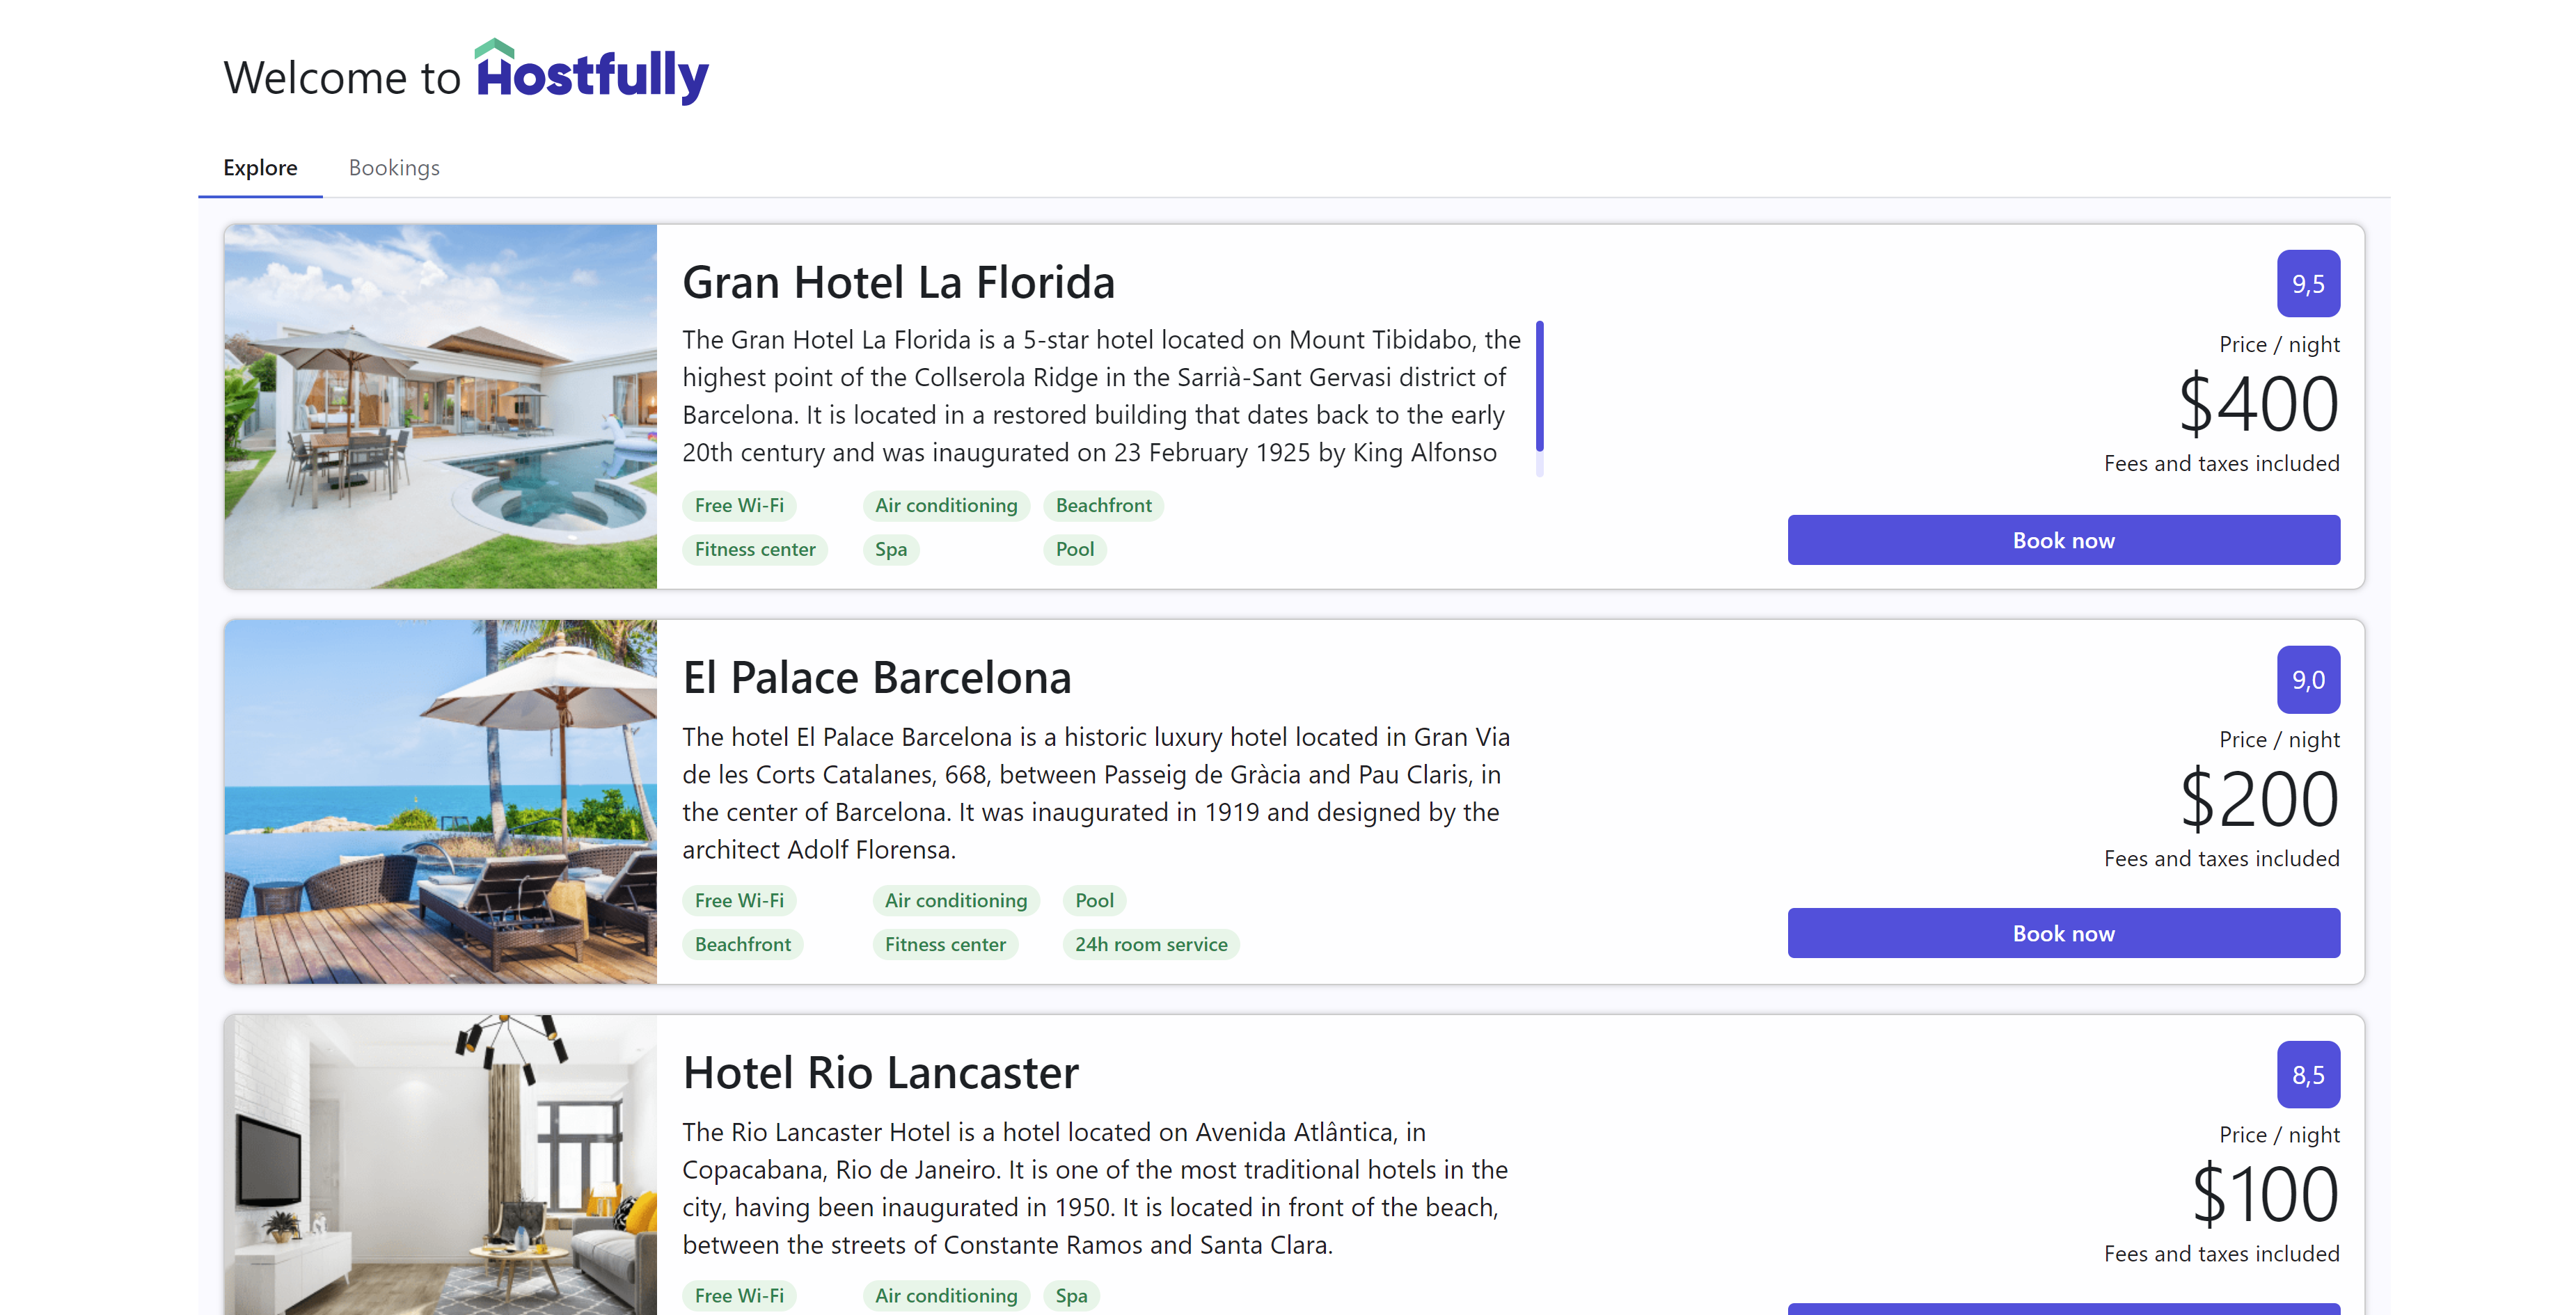 Welcome to Hostfully
Explore
Bookings
Gran Hotel La Florida
The Gran Hotel La Florida is a 5-star hotel located on Mount Tibidabo, the
highest point of the Collserola Ridge in the Sarrià-Sant Gervasi district of
Barcelona. It is located in a restored building that dates back to the early
20th century and was inaugurated on 23 February 1925 by King Alfonso
Free Wi-Fi
Air conditioning
Beachfront
Fitness center
Spa
Pool
9,5
Price / night
$400
Fees and taxes included
Book now
El Palace Barcelona
The hotel El Palace Barcelona is a historic luxury hotel located in Gran Via
de les Corts Catalanes, 668, between Passeig de Gràcia and Pau Claris, in
the center of Barcelona. It was inaugurated in 1919 and designed by the
architect Adolf Florensa.
Free Wi-Fi
Air conditioning
Pool
Beachfront
Fitness center
24h room service
9,0
Price / night
$200
Fees and taxes included
Book now
Hotel Rio Lancaster
The Rio Lancaster Hotel is a hotel located on Avenida Atlântica, in
Copacabana, Rio de Janeiro. It is one of the most traditional hotels in the
city, having been inaugurated in 1950. It is located in front of the beach,
between the streets of Constante Ramos and Santa Clara.
Free Wi-Fi
Air conditioning
Spa
8,5
Price / night
$100
Fees and taxes included